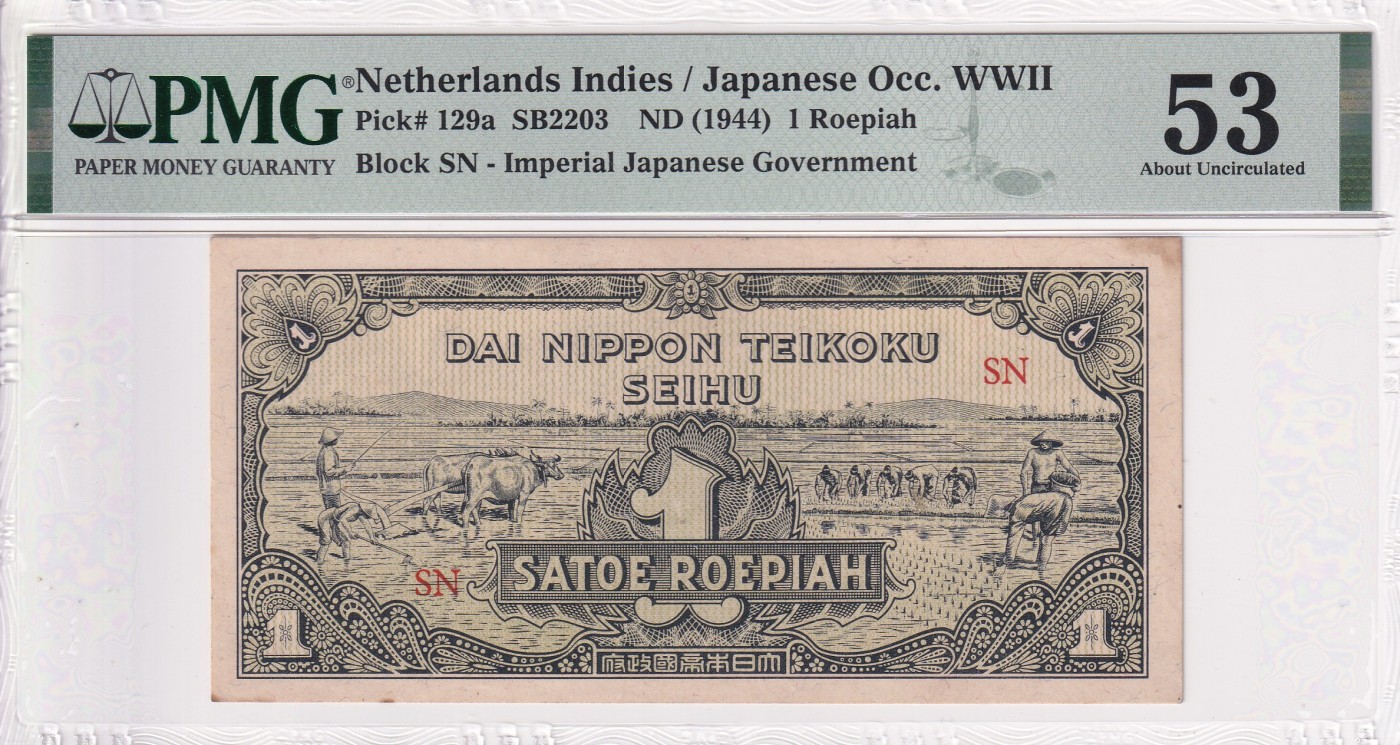 PMG®
PAPER MONEY GUARANTY
Netherlands Indies / Japanese Occ. WWII
Pick# 129a SB2203 ND (1944) 1 Roepiah
Block SN - Imperial Japanese Government
53
About Uncirculated
1
1
1
DAI NIPPON TEIKOKU
SEIHU
SN
1
SATOE ROEPIAH
SN
1
1
府政國帝本日大
PMG